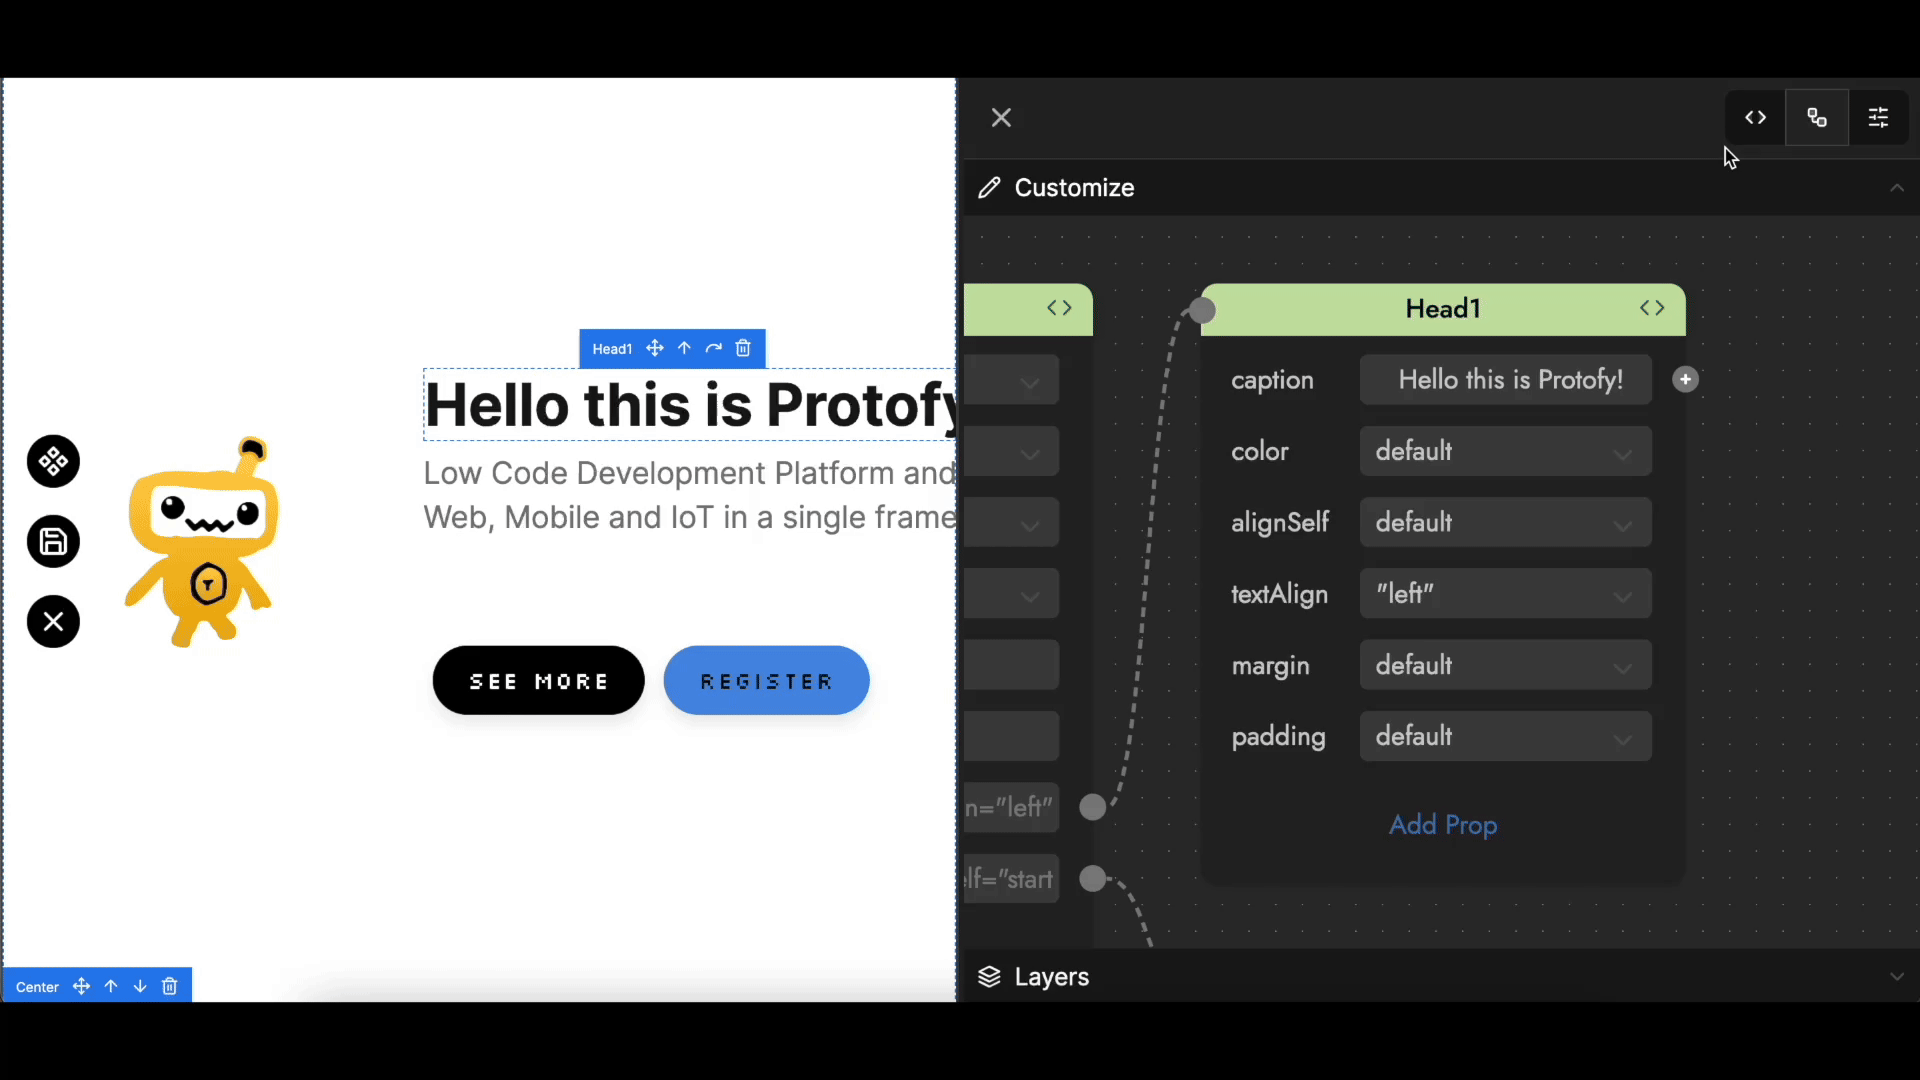 Head1
Hello this is Protofy
Low Code Development Platform and
Web, Mobile and IoT in a single frame
SEE MORE
REGISTER
Center
Customize
n="left"
lf="start
Head1
caption
Hello this is Protofy!
color
default
alignSelf
default
textAlign
"left"
margin
default
padding
default
Add Prop
Layers